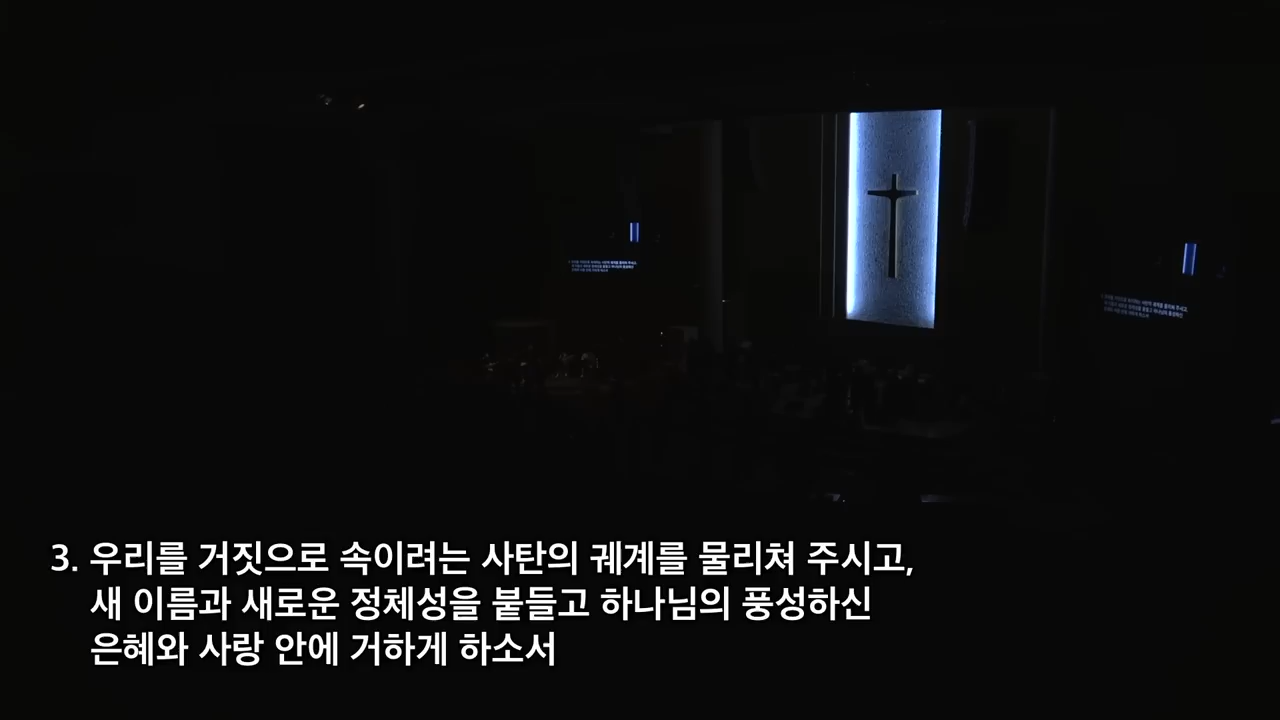 3. 우리를 거짓으로 속이려는 사탄의 궤계를 물리쳐 주시고,
새 이름과 새로운 정체성을 붙들고 하나님의 풍성하신
은혜와 사랑 안에 거하게 하소서